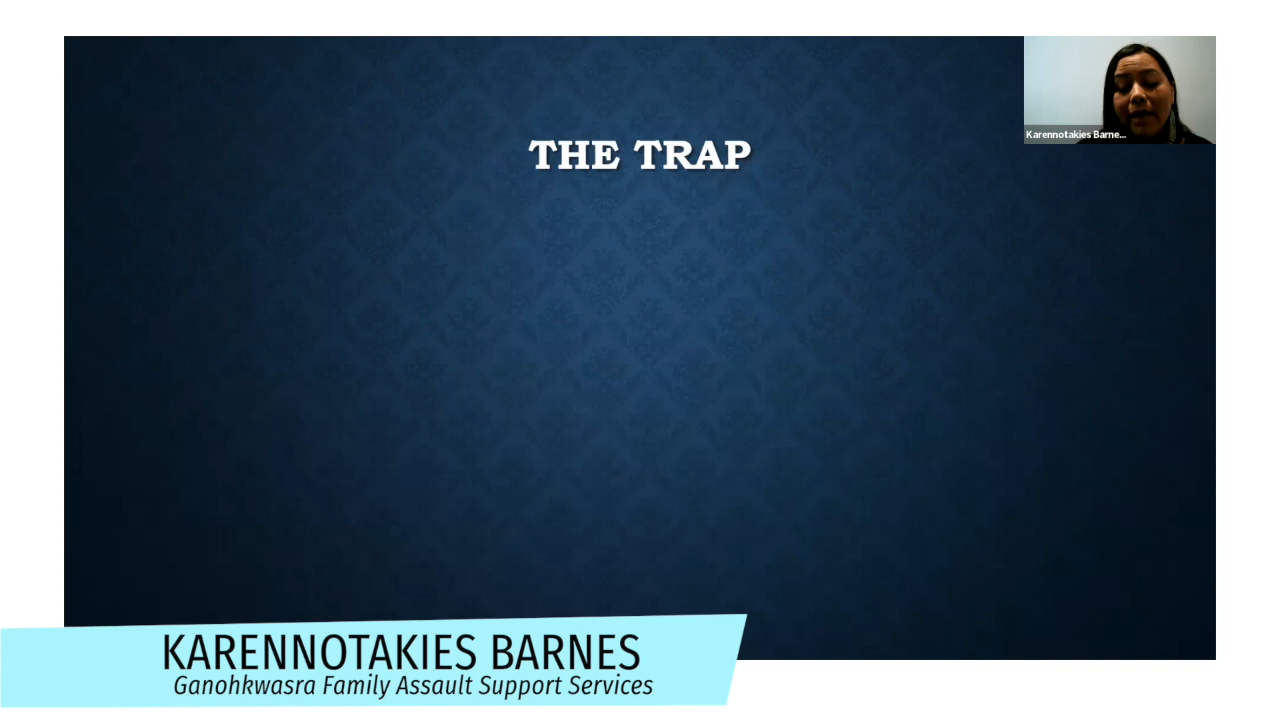 THE TRAP
Karennotakies Barne...
KARENNOTAKIES BARNES
Ganohkwasra Family Assault Support Services